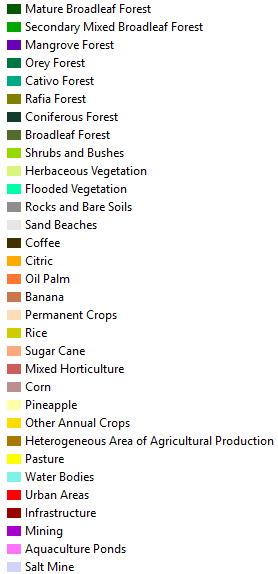 Mature Broadleaf Forest
Secondary Mixed Broadleaf Forest
Mangrove Forest
Orey Forest
Cativo Forest
Rafia Forest
Coniferous Forest
Broadleaf Forest
Shrubs and Bushes
Herbaceous Vegetation
Flooded Vegetation
Rocks and Bare Soils
Sand Beaches
Coffee
Citric
Oil Palm
Banana
Permanent Crops
Rice
Sugar Cane
Mixed Horticulture
Corn
Pineapple
Other Annual Crops
Heterogeneous Area of Agricultural Production
Pasture
Water Bodies
Urban Areas
Infrastructure
Mining
Aquaculture Ponds
Salt Mine